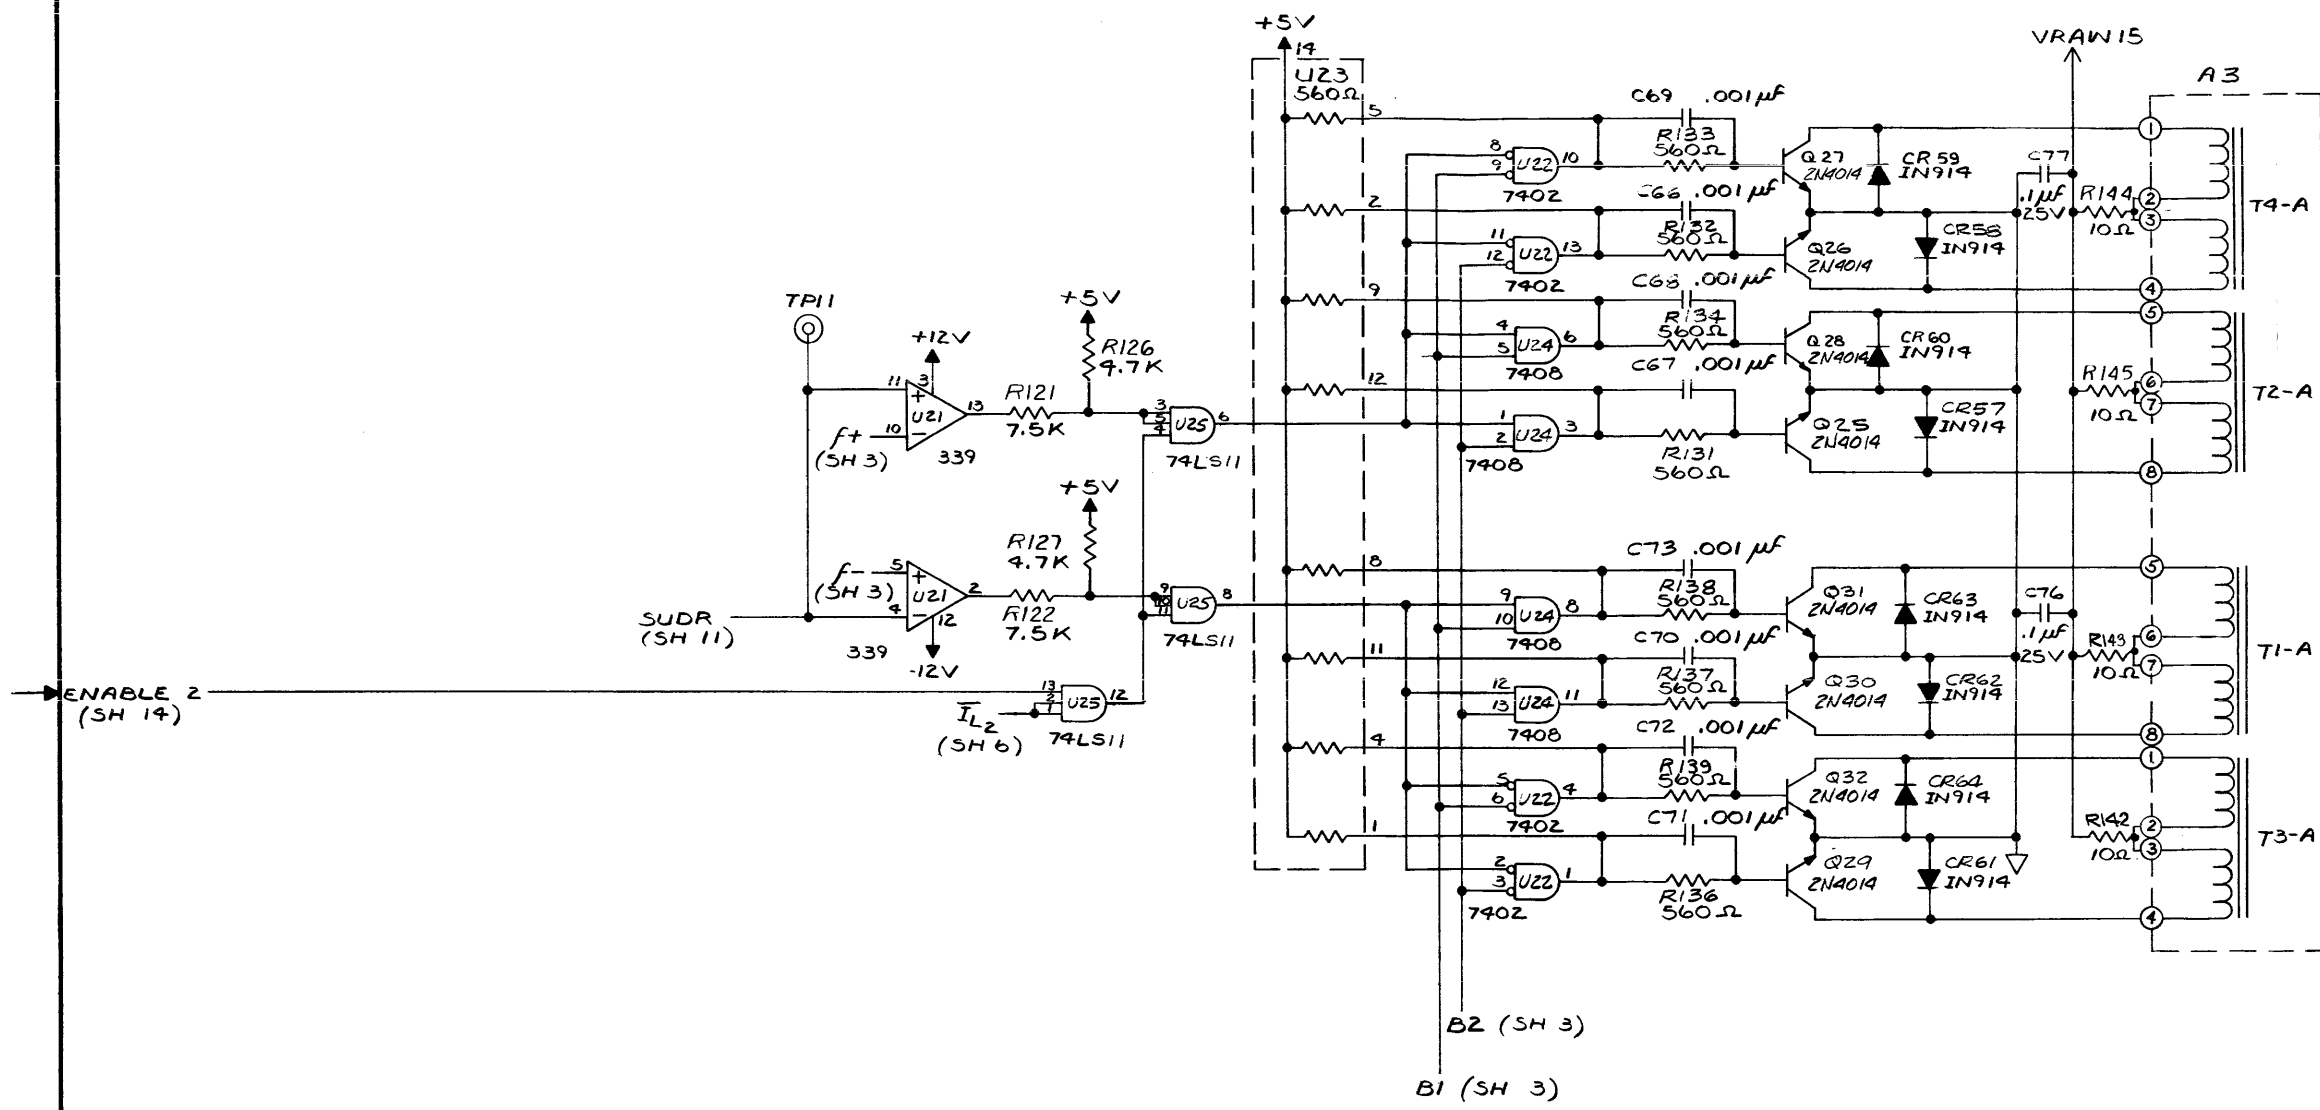 +5V
14
U23
560Ω
VRAW15
A3
5
C69 .001µf
R133
560Ω
8
9
U22
10
7402
Q27
2N4014
CR59
IN914
C77
.1µf
25V
R144
10Ω
1
2
3
4
T4-A
2
C66 .001µf
R132
560Ω
11
12
U22
13
7402
Q26
2N4014
CR58
IN914
9
C68 .001µf
R134
560Ω
4
5
U24
6
7408
Q28
2N4014
CR60
IN914
5
6
7
8
R145
10Ω
T2-A
12
C67 .001µf
1
2
U24
3
7408
R131
560Ω
Q25
2N4014
CR57
IN914
TP11
+12V
+5V
R126
4.7K
11
3
+
U21
13
10
−
f+
(SH 3)
339
R121
7.5K
3
5
4
U25
6
74LS11
+5V
R127
4.7K
f−
(SH 3)
5
+
U21
2
4
−
12
339
-12V
R122
7.5K
9
10
11
U25
8
74LS11
SUDR
(SH 11)
ENABLE 2
(SH 14)
13
2
1
U25
12
74LS11
IL2
(SH 6)
8
C73 .001µf
R138
560Ω
9
10
U24
8
7408
Q31
2N4014
CR63
IN914
C76
.1µf
25V
R143
10Ω
5
6
7
8
T1-A
11
C70 .001µf
R137
560Ω
12
13
U24
11
7408
Q30
2N4014
CR62
IN914
4
C72 .001µf
R139
560Ω
5
6
U22
4
7402
Q32
2N4014
CR64
IN914
1
2
3
4
R142
10Ω
T3-A
1
C71 .001µf
2
3
U22
1
7402
R136
560Ω
Q29
2N4014
CR61
IN914
B2 (SH 3)
B1 (SH 3)